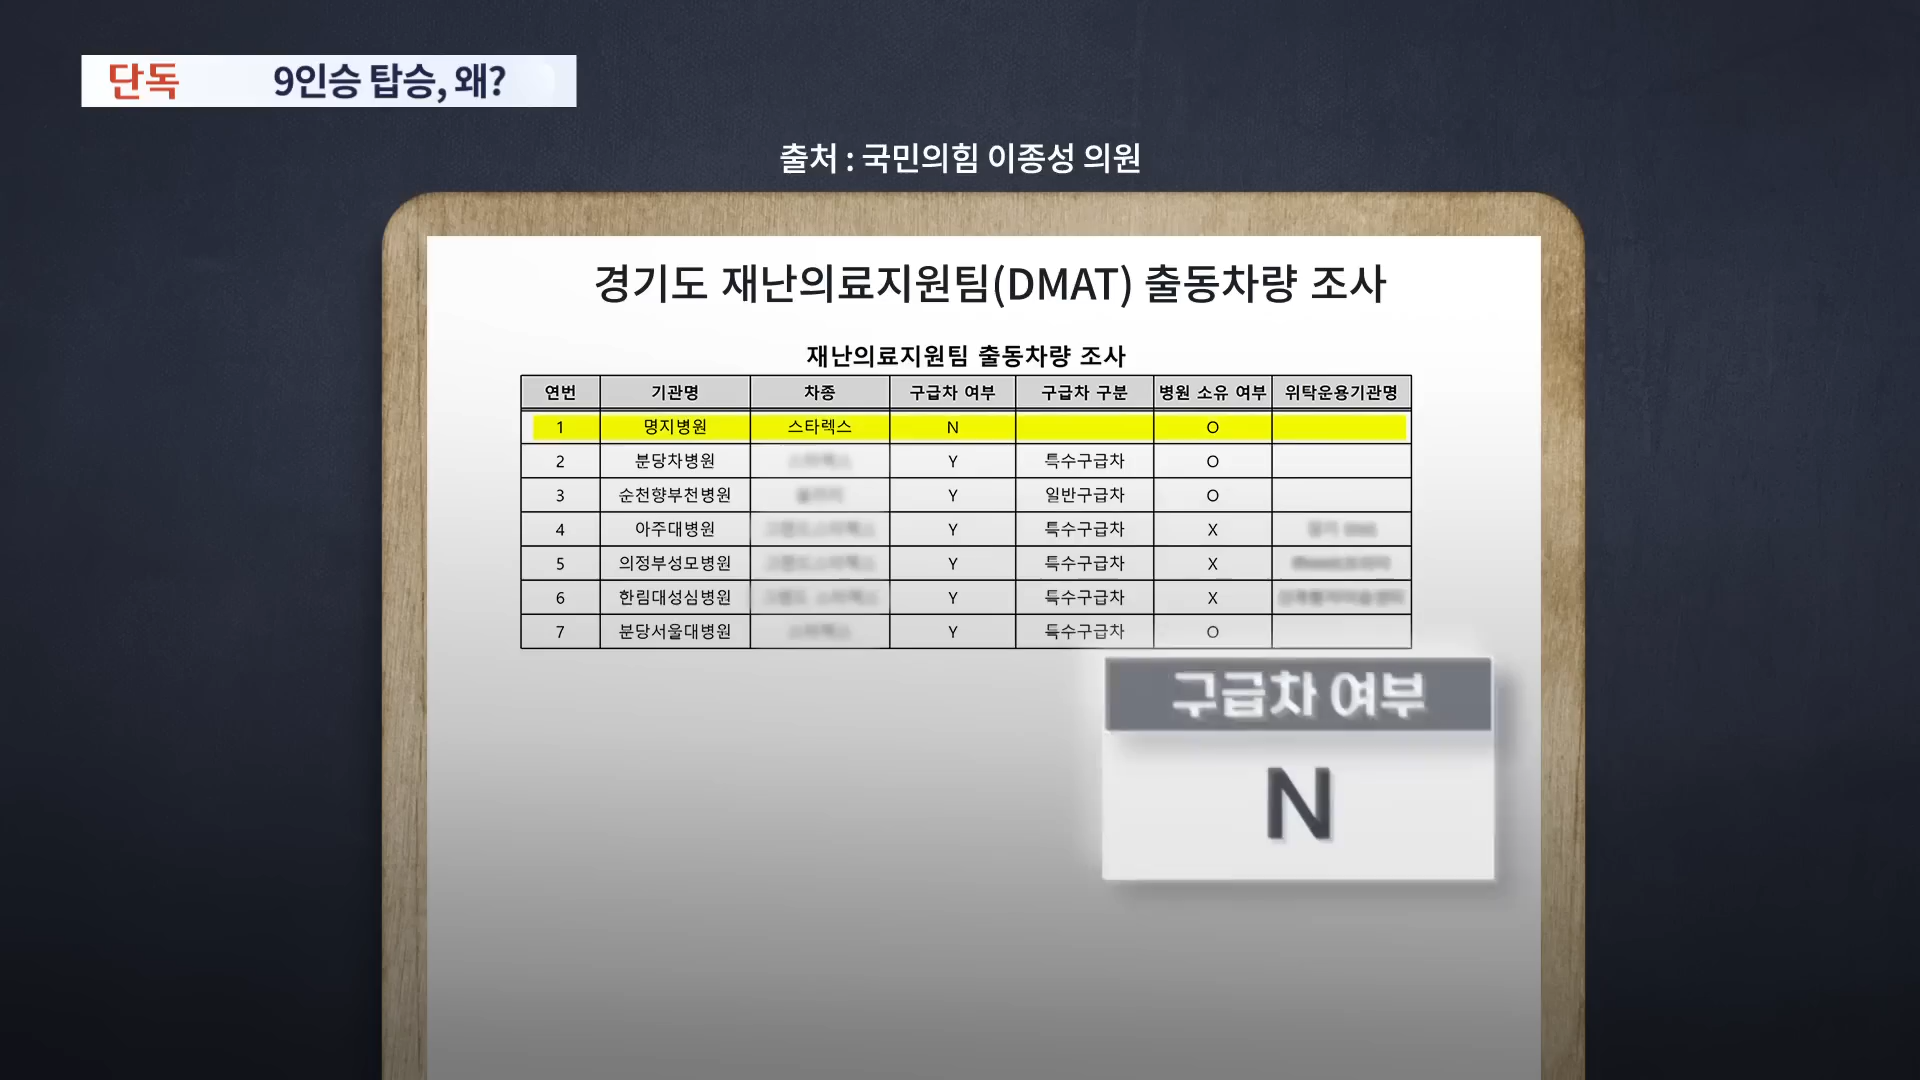 단독 9인승 탑승, 왜?
출처 : 국민의힘 이종성 의원
경기도 재난의료지원팀(DMAT) 출동차량 조사
재난의료지원팀 출동차량 조사
연번 기관명 차종 구급차 여부 구급차 구분 병원 소유 여부 위탁운용기관명
1 명지병원 스타렉스 N O
2 분당차병원 Y 특수구급차 O
3 순천향부천병원 Y 일반구급차 O
4 아주대병원 Y 특수구급차 X
5 의정부성모병원 Y 특수구급차 X
6 한림대성심병원 Y 특수구급차 X
7 분당서울대병원 Y 특수구급차 O
구급차 여부
N